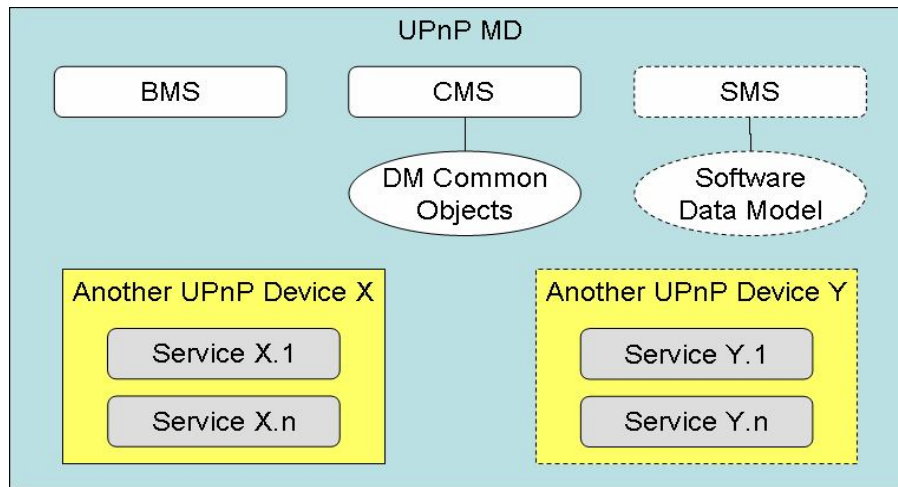 UPnP MD
BMS
CMS
SMS
DM Common
Objects
Software
Data Model
Another UPnP Device X
Service X.1
Service X.n
Another UPnP Device Y
Service Y.1
Service Y.n